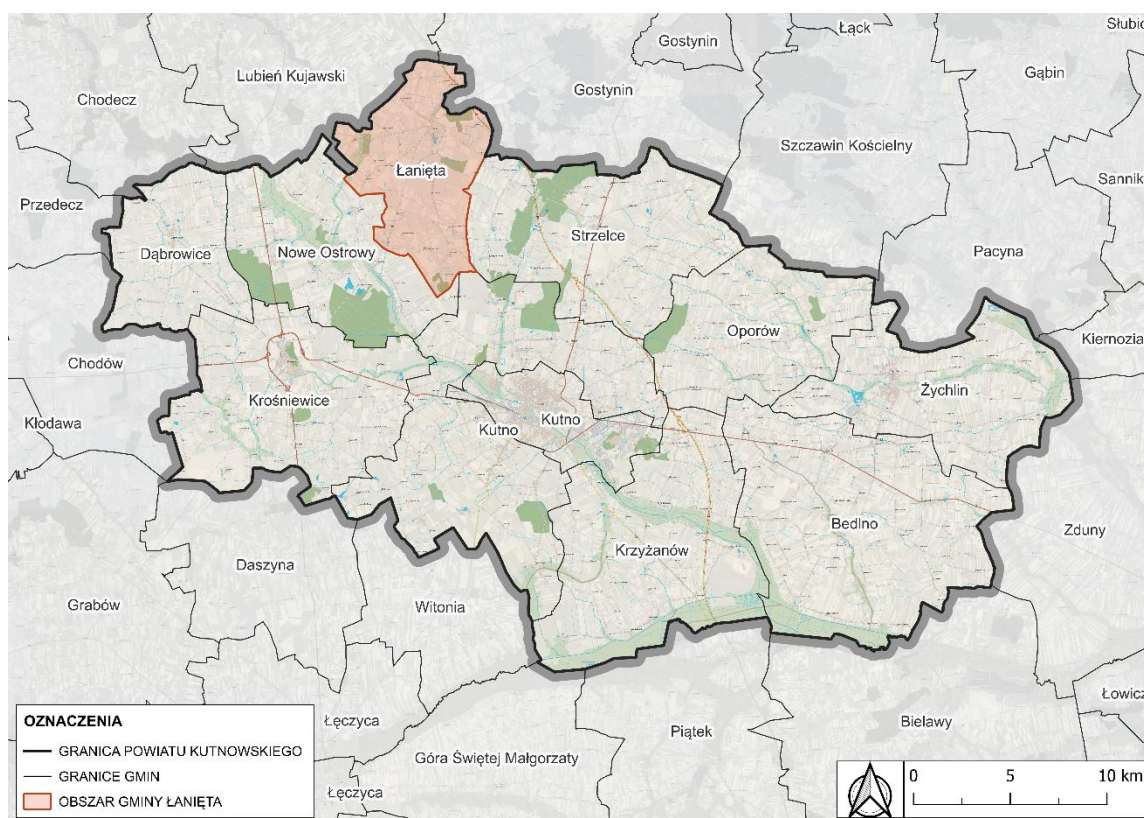 Gostynin
Łąck
Słubic
Lubień Kujawski
Gostynin
Gąbin
Chodecz
Szczawin Kościelny
Łanięta
Sannik
Przedecz
Strzelce
Dąbrowice
Nowe Ostrowy
Pacyna
Oporów
Kiernozia
Chodów
Żychlin
Krośniewice
Kutno
Kłodawa
Kutno
Bedlno
Zduny
Krzyżanów
Daszyna
Grabów
Witonia
Łowicz
Łęczyca
Piątek
Bielawy
Góra Świętej Małgorzaty
Łęczyca
OZNACZENIA
GRANICA POWIATU KUTNOWSKIEGO
GRANICE GMIN
OBSZAR GMINY ŁANIĘTA
0 5 10 km